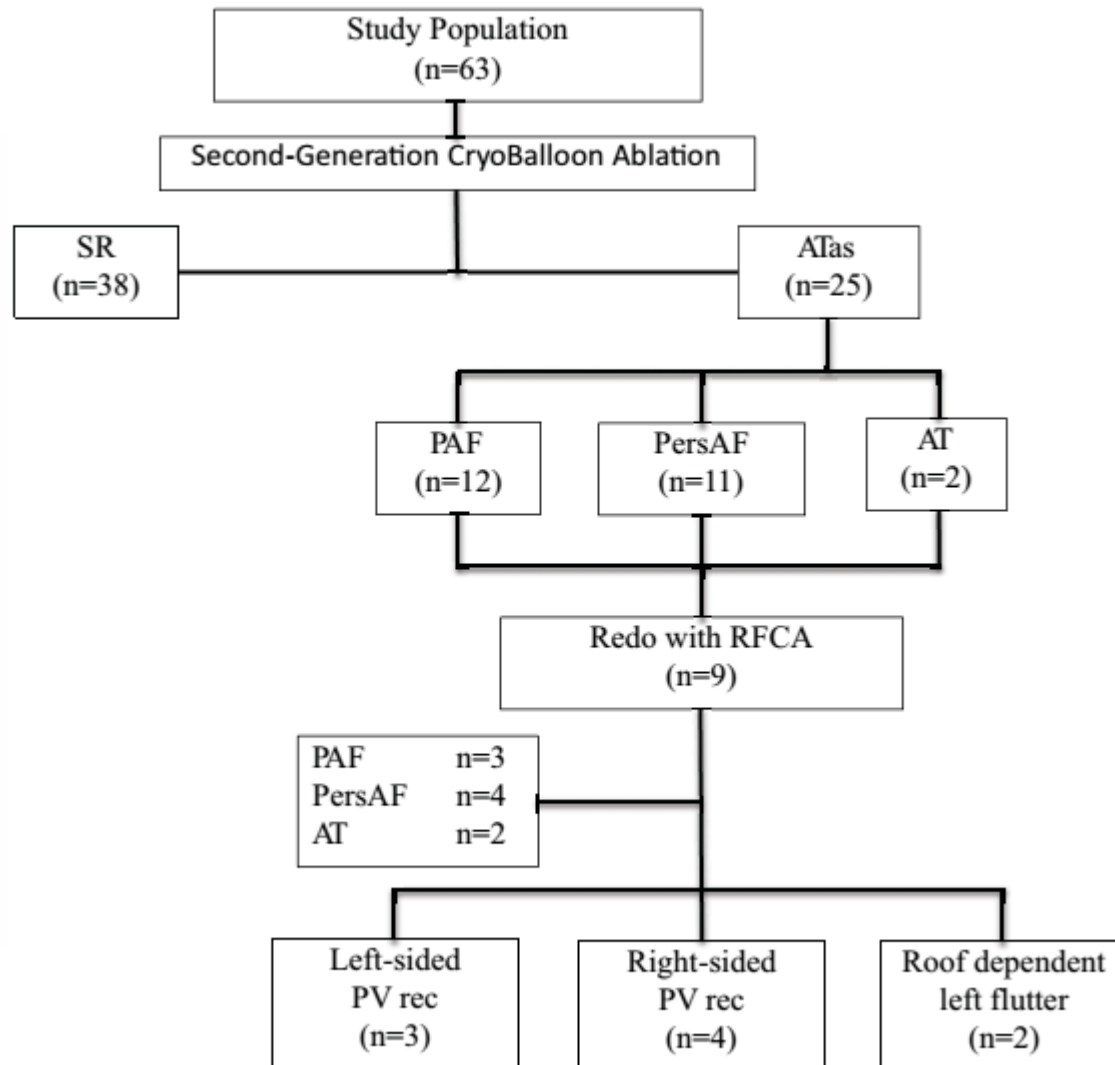 Study Population
(n=63)
Second-Generation CryoBalloon Ablation
SR
(n=38)
ATas
(n=25)
PAF
(n=12)
PersAF
(n=11)
AT
(n=2)
Redo with RFCA
(n=9)
PAF n=3
PersAF n=4
AT n=2
Left-sided
PV rec
(n=3)
Right-sided
PV rec
(n=4)
Roof dependent
left flutter
(n=2)